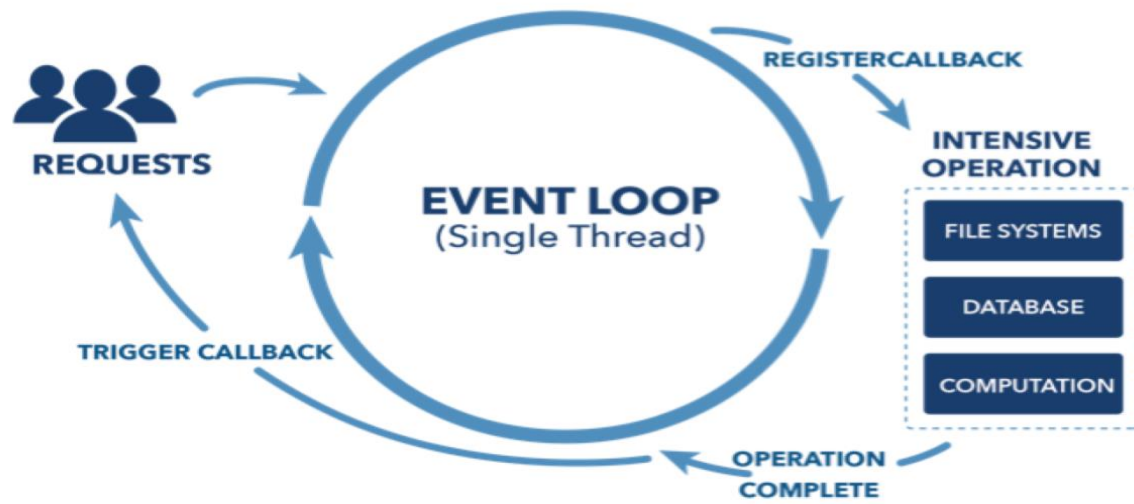 REQUESTS
EVENT LOOP
(Single Thread)
REGISTERCALLBACK
INTENSIVE
OPERATION
FILE SYSTEMS
DATABASE
COMPUTATION
OPERATION
COMPLETE
TRIGGER CALLBACK